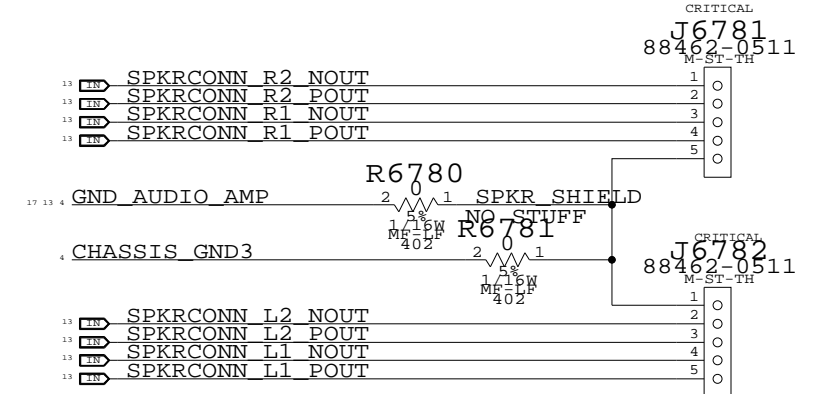 CRITICAL
J6781
88462-0511
M-ST-TH
13 IN SPKRCONN_R2_NOUT 1
13 IN SPKRCONN_R2_POUT 2
13 IN SPKRCONN_R1_NOUT 3
13 IN SPKRCONN_R1_POUT 4
5
R6780
0
17 13 4 GND_AUDIO_AMP 2 1 SPKR_SHIELD
5%
1/16W
MF-LF
402
NO STUFF
R6781
0
4 CHASSIS_GND3 2 1
5%
1/16W
MF-LF
402
CRITICAL
J6782
88462-0511
M-ST-TH
1
13 IN SPKRCONN_L2_NOUT 2
13 IN SPKRCONN_L2_POUT 3
13 IN SPKRCONN_L1_NOUT 4
13 IN SPKRCONN_L1_POUT 5